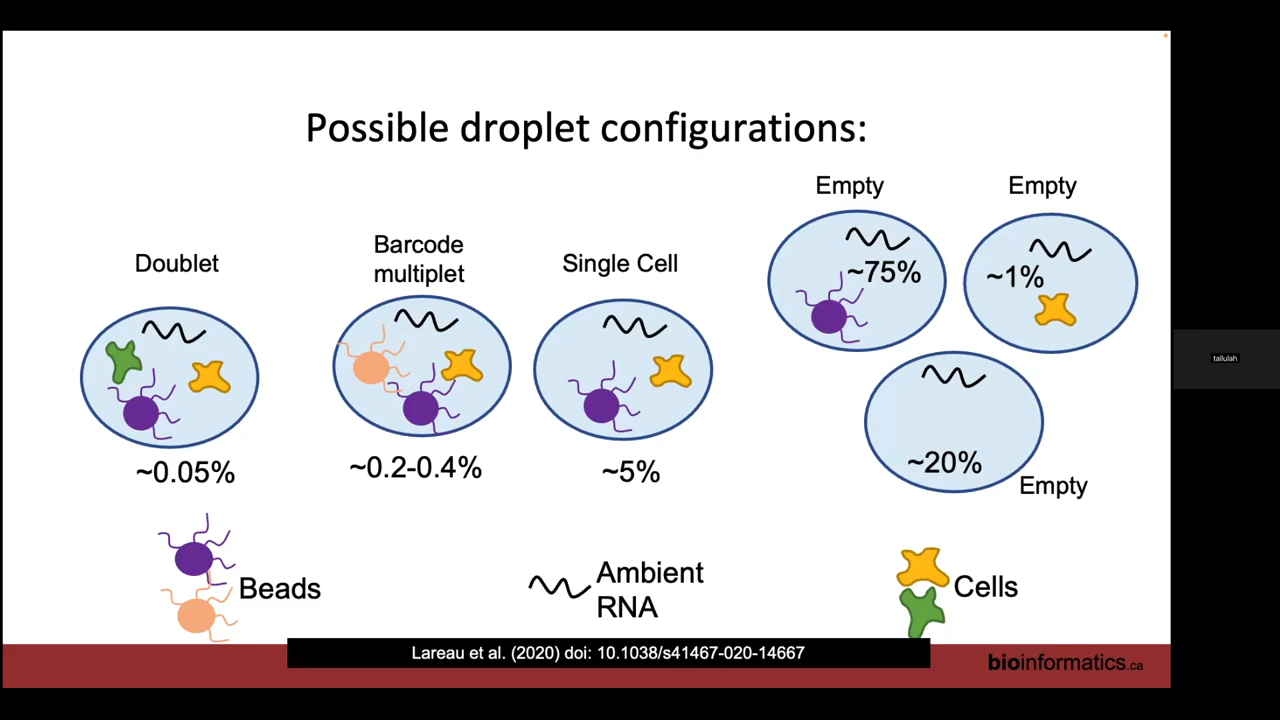 Possible droplet configurations:
Empty
Empty
Doublet
Barcode
multiplet
Single Cell
~75%
~1%
~0.05%
~0.2-0.4%
~5%
~20%
Empty
Beads
Ambient
RNA
Cells
Lareau et al. (2020) doi: 10.1038/s41467-020-14667
bioinformatics.ca
tallulah